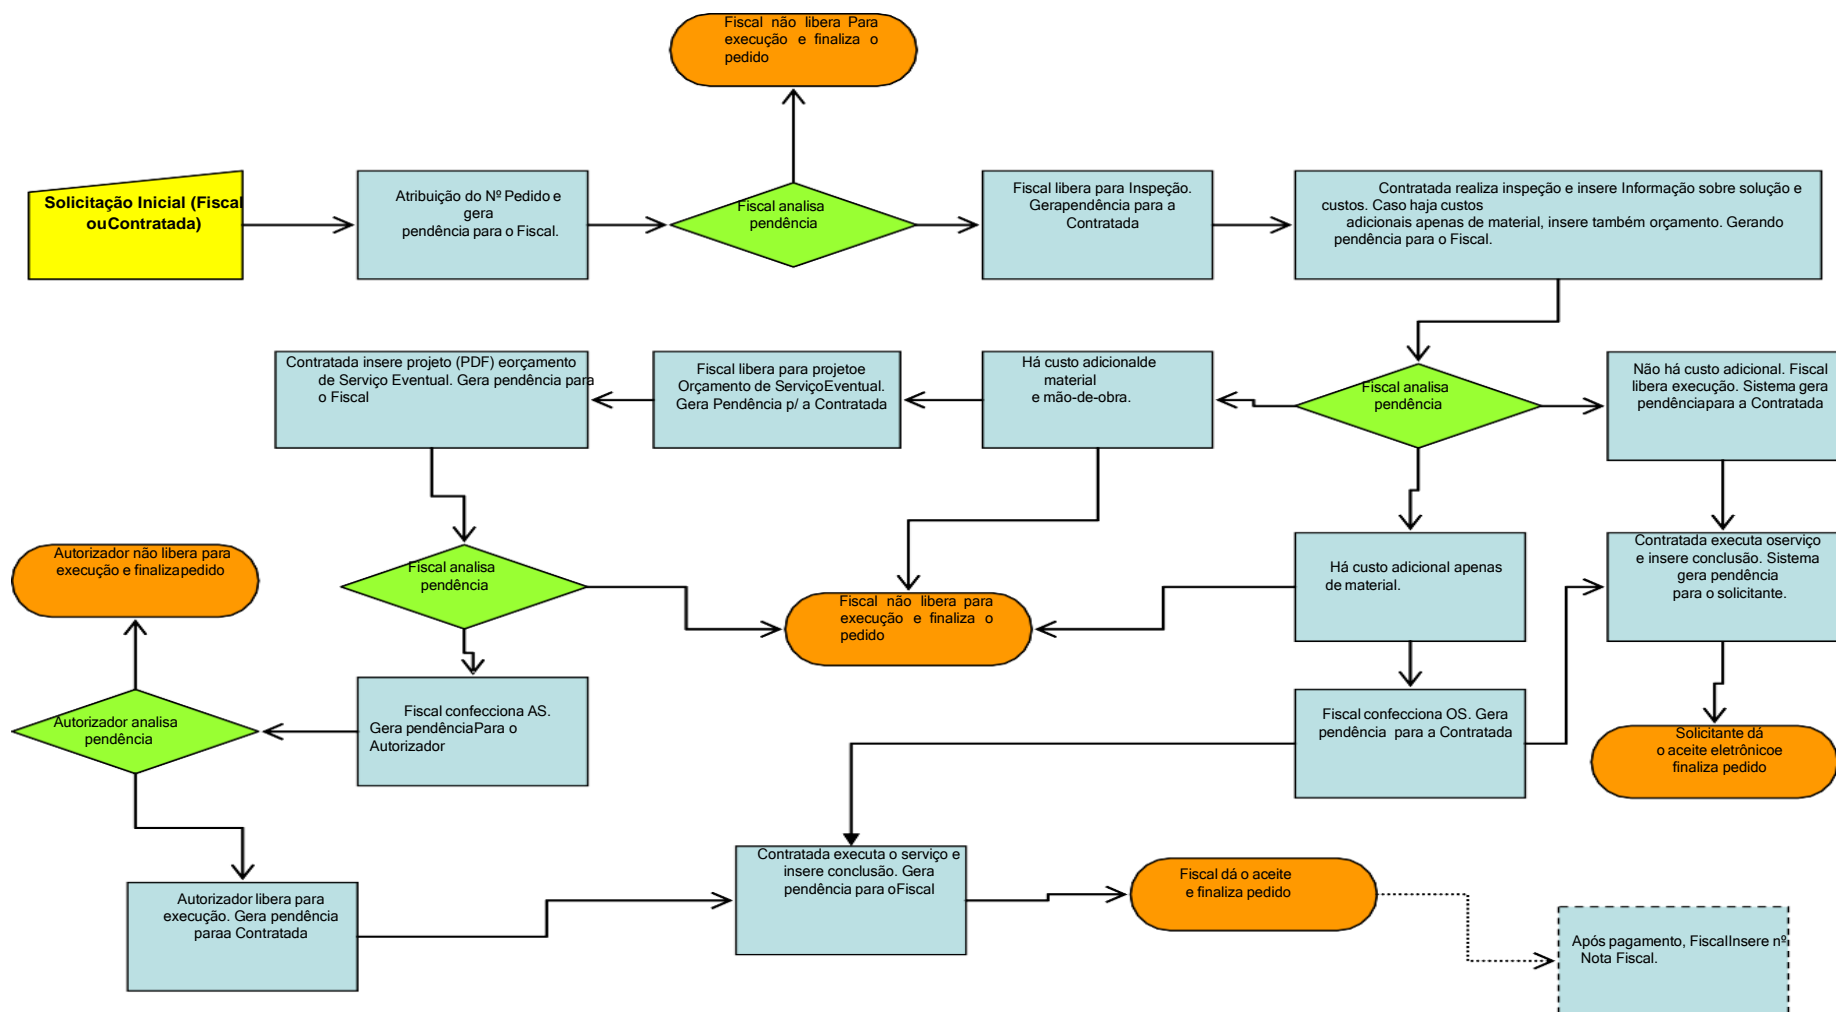 Fiscal não libera Para
execução e finaliza o
pedido
Solicitação Inicial (Fiscal
ouContratada)
Atribuição do Nº Pedido e
gera
pendência para o Fiscal.
Fiscal analisa
pendência
Fiscal libera para Inspeção.
Gerapendência para a
Contratada
Contratada realiza inspeção e insere Informação sobre solução e
custos. Caso haja custos
adicionais apenas de material, insere também orçamento. Gerando
pendência para o Fiscal.
Contratada insere projeto (PDF) eorçamento
de Serviço Eventual. Gera pendência para
o Fiscal
Fiscal libera para projetoe
Orçamento de ServiçoEventual.
Gera Pendência p/ a Contratada
Há custo adicionalde
material
e mão-de-obra.
Fiscal analisa
pendência
Não há custo adicional. Fiscal
libera execução. Sistema gera
pendênciapara a Contratada
Autorizador não libera para
execução e finalizapedido
Fiscal analisa
pendência
Fiscal não libera para
execução e finaliza o
pedido
Há custo adicional apenas
de material.
Contratada executa oserviço
e insere conclusão. Sistema
gera pendência
para o solicitante.
Autorizador analisa
pendência
Fiscal confecciona AS.
Gera pendênciaPara o
Autorizador
Fiscal confecciona OS. Gera
pendência para a Contratada
Solicitante dá
o aceite eletrônicoe
finaliza pedido
Autorizador libera para
execução. Gera pendência
paraa Contratada
Contratada executa o serviço e
insere conclusão. Gera
pendência para oFiscal
Fiscal dá o aceite
e finaliza pedido
Após pagamento, FiscalInsere nº
Nota Fiscal.